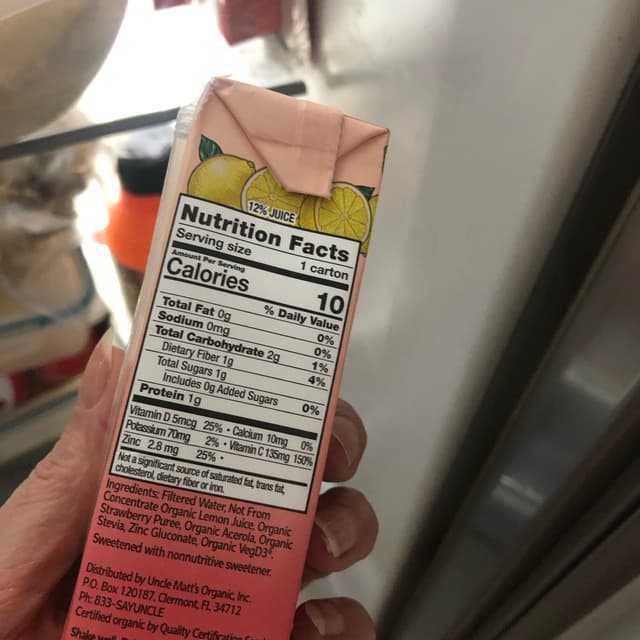 12% JUICE
Nutrition Facts
Serving size 1 carton
Amount Per Serving
Calories 10
% Daily Value
Total Fat 0g 0%
Sodium 0mg 0%
Total Carbohydrate 2g 1%
Dietary Fiber 1g 4%
Total Sugars 1g
Includes 0g Added Sugars 0%
Protein 1g
Vitamin D 5mcg 25% • Calcium 10mg 0%
Potassium 70mg 2% • Vitamin C 135mg 150%
Zinc 2.8 mg 25% •
Not a significant source of saturated fat, trans fat,
cholesterol, dietary fiber or iron.
Ingredients: Filtered Water, Not From
Concentrate Organic Lemon Juice, Organic
Strawberry Puree, Organic Acerola, Organic
Stevia, Zinc Gluconate, Organic VegD3®.
Sweetened with nonnutritive sweetener.
Distributed by Uncle Matt's Organic, Inc.
P.O. Box 120187, Clermont, FL 34712
Ph: 833-SAYUNCLE
Certified organic by Quality Certification
Shake well.